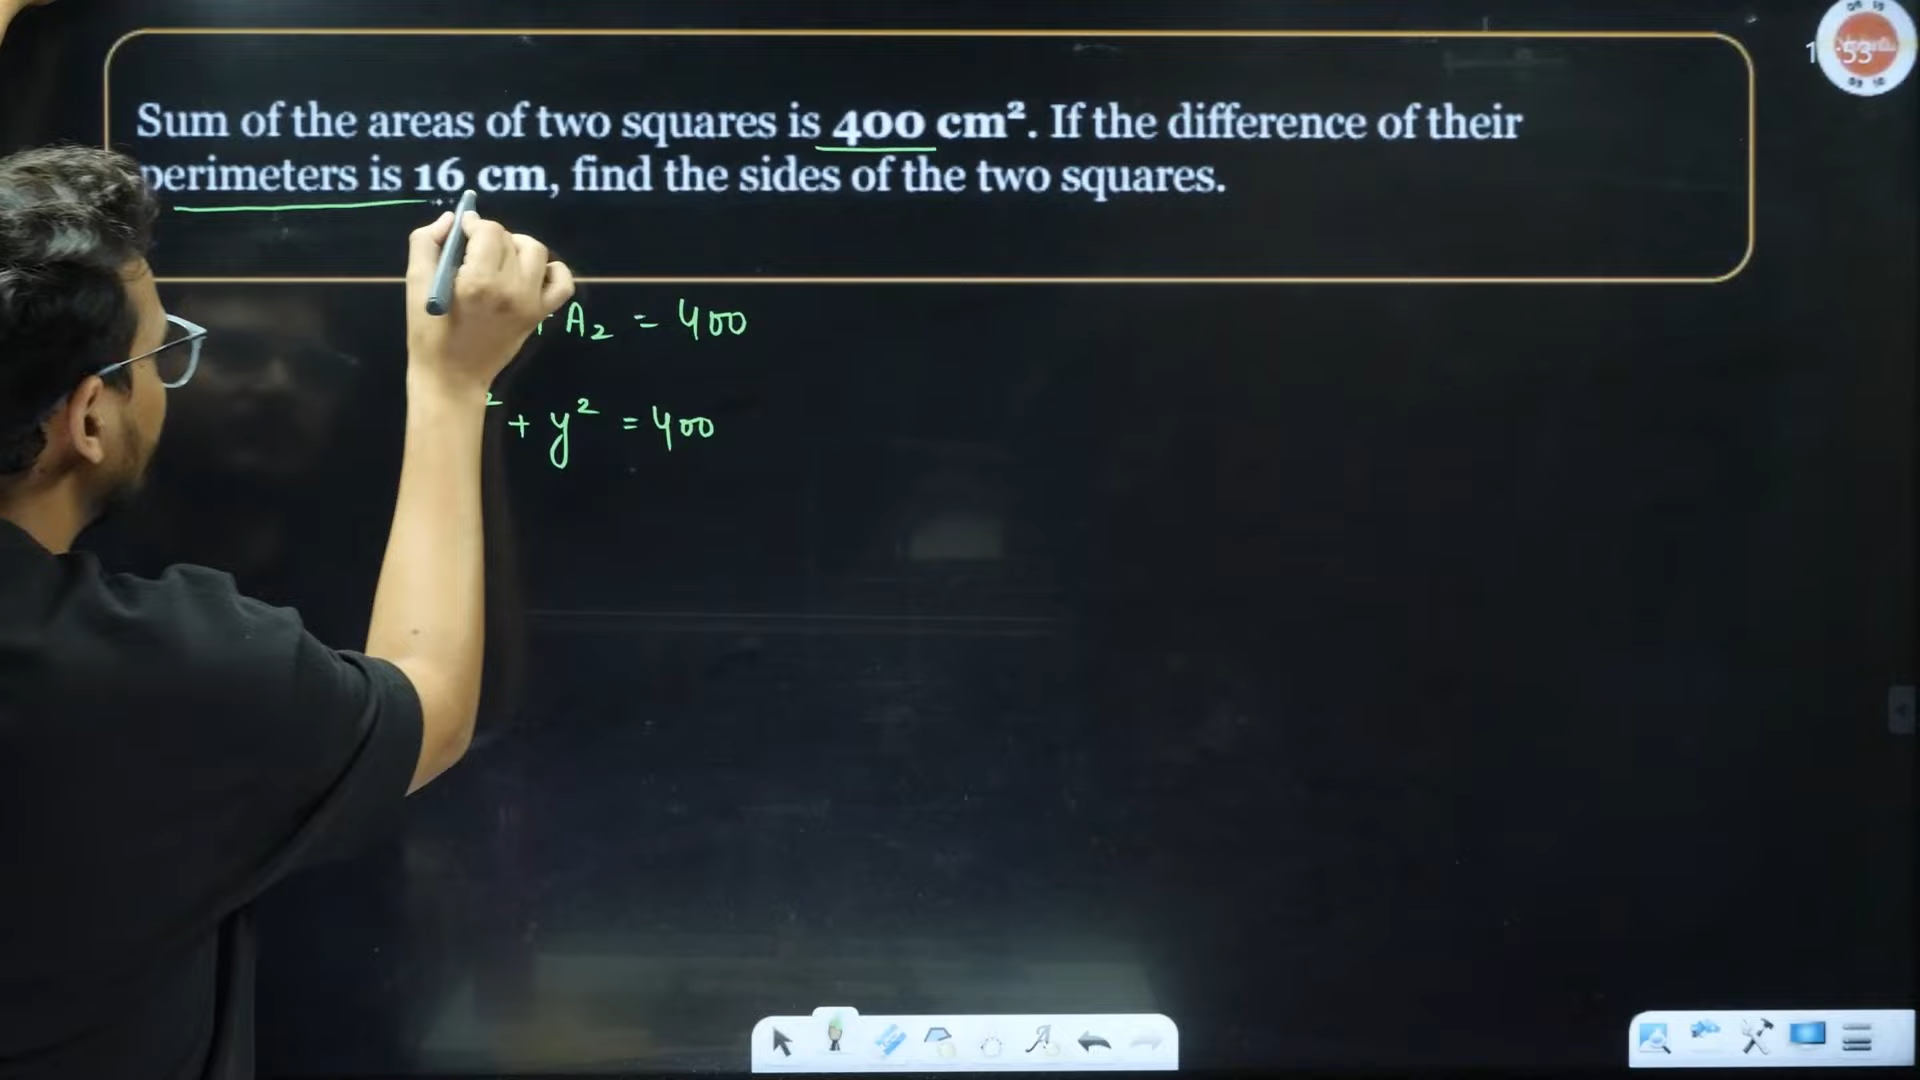 Sum of the areas of two squares is 400 cm². If the difference of their
perimeters is 16 cm, find the sides of the two squares.
+ A₂ = 400
² + y² = 400